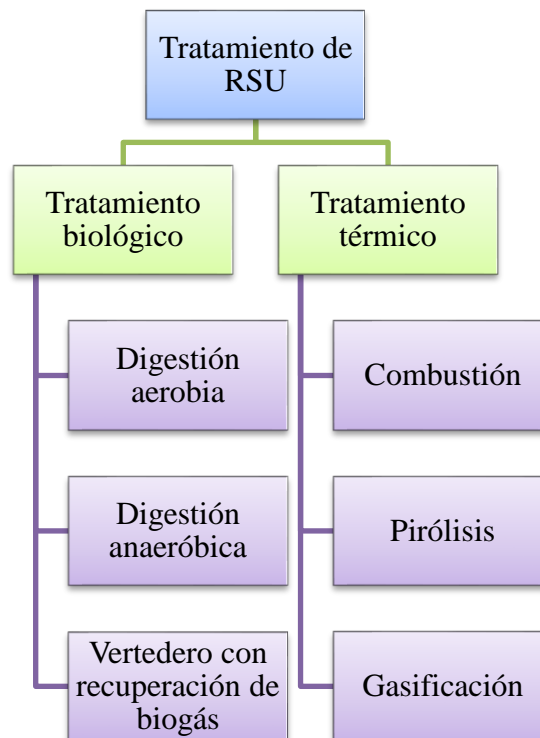 Tratamiento de
RSU
Tratamiento
biológico
Tratamiento
térmico
Digestión
aerobia
Combustión
Digestión
anaeróbica
Pirólisis
Vertedero con
recuperación de
biogás
Gasificación